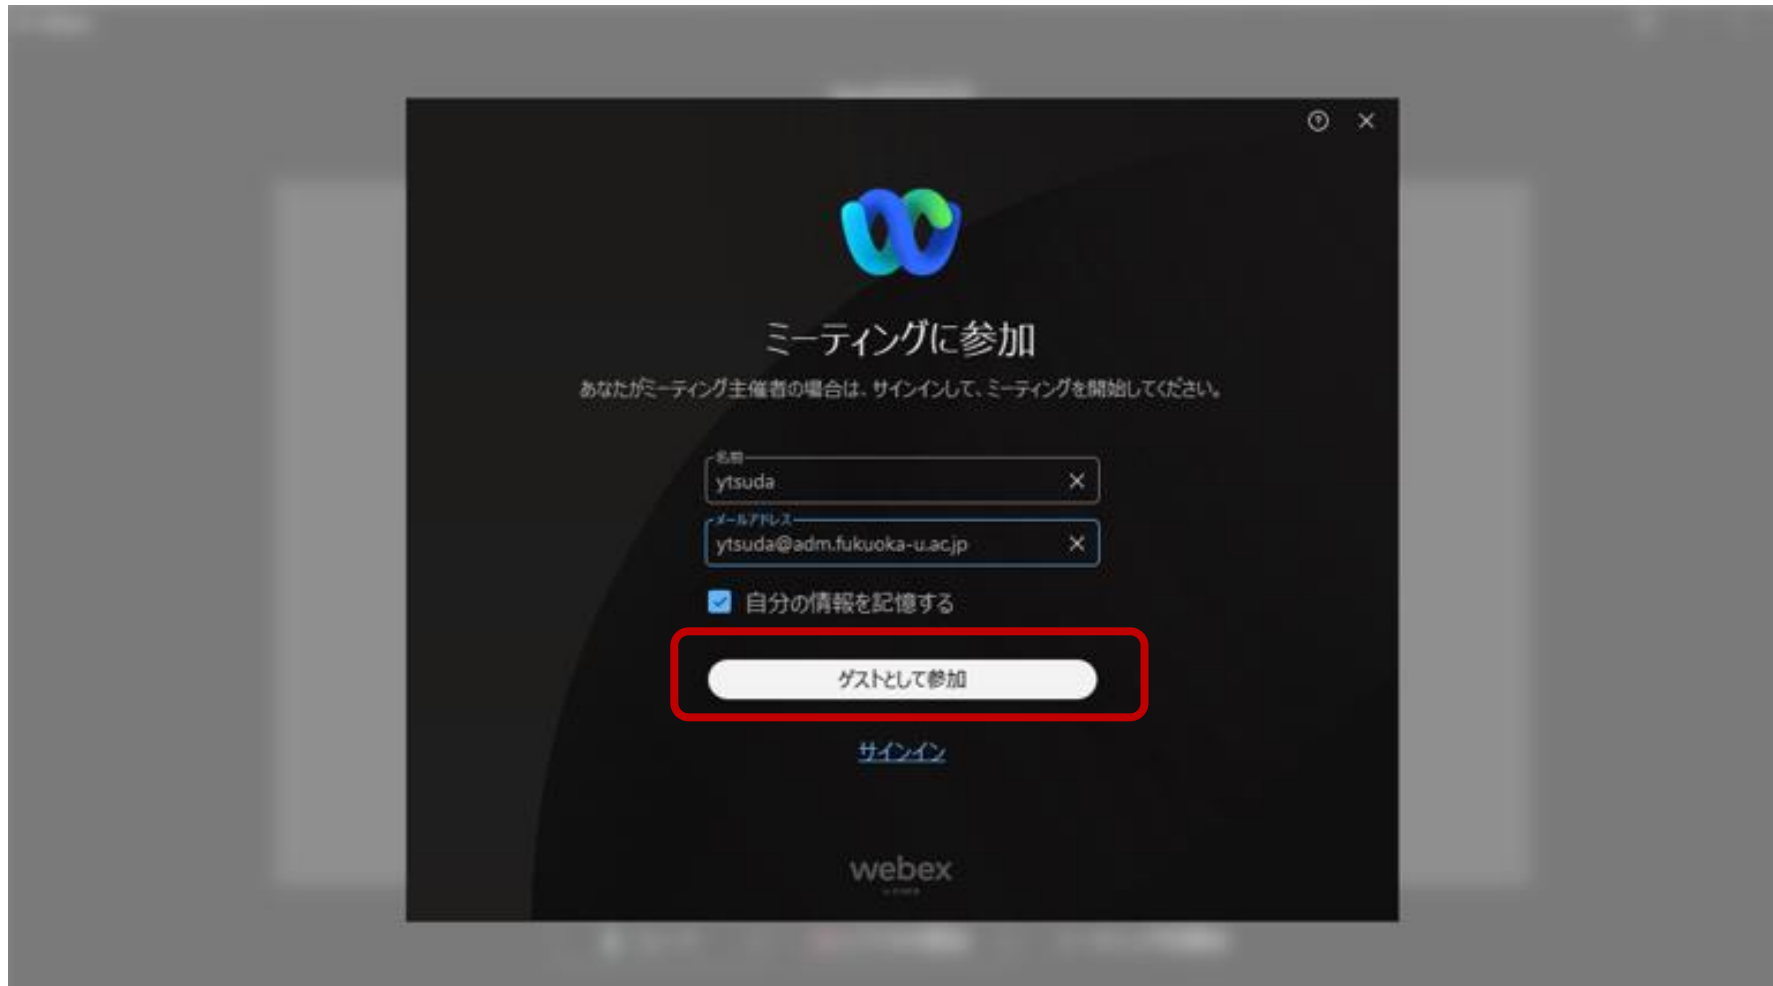 ミーティングに参加
あなたがミーティング主催者の場合は、サインインして、ミーティングを開始してください。
名前
ytsuda
メールアドレス
ytsuda@adm.fukuoka-u.ac.jp
自分の情報を記憶する
ゲストとして参加
サインイン
webex